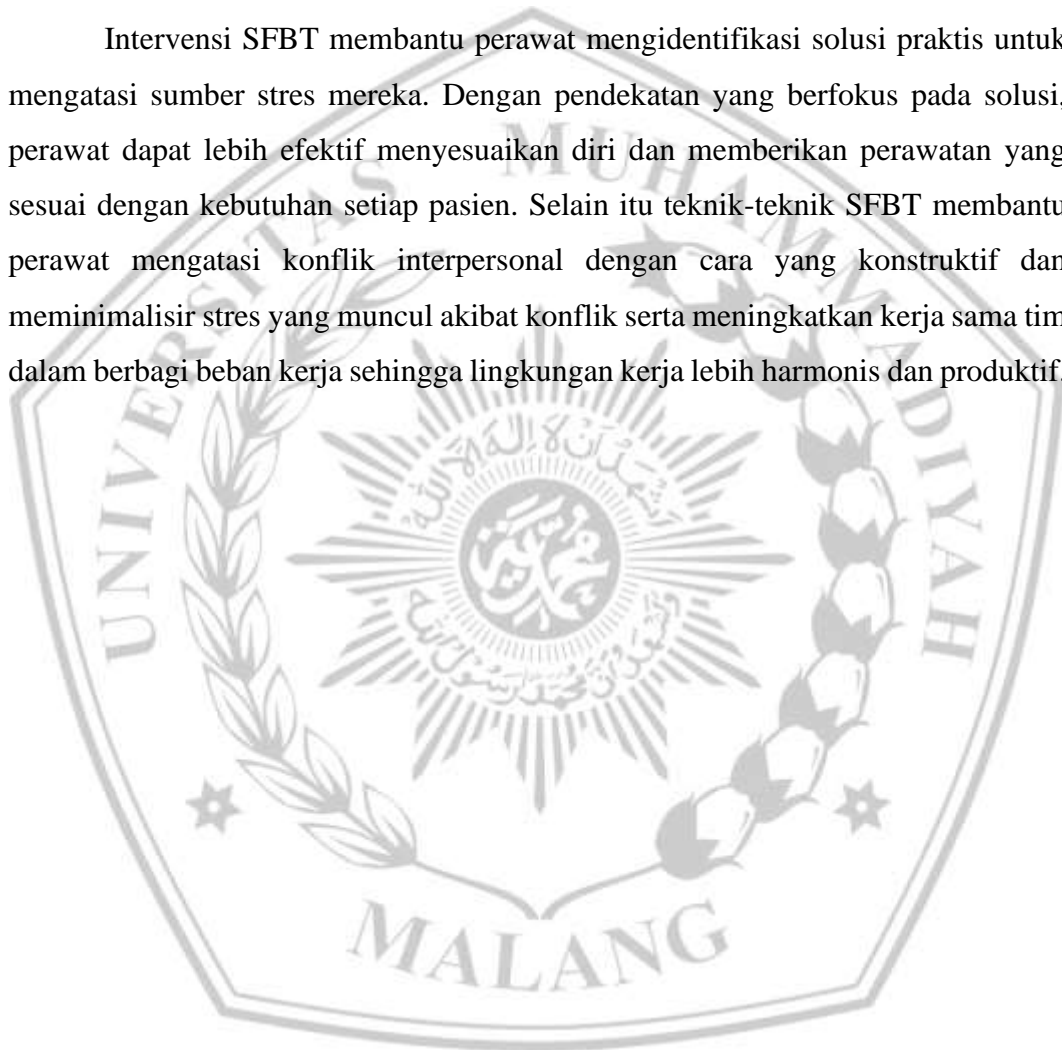 Intervensi SFBT membantu perawat mengidentifikasi solusi praktis untuk
mengatasi sumber stres mereka. Dengan pendekatan yang berfokus pada solusi,
perawat dapat lebih efektif menyesuaikan diri dan memberikan perawatan yang
sesuai dengan kebutuhan setiap pasien. Selain itu teknik-teknik SFBT membantu
perawat mengatasi konflik interpersonal dengan cara yang konstruktif dan
meminimalisir stres yang muncul akibat konflik serta meningkatkan kerja sama tim
dalam berbagi beban kerja sehingga lingkungan kerja lebih harmonis dan produktif.
UNIVERSITAS MUHAMMADIYAH
MALANG